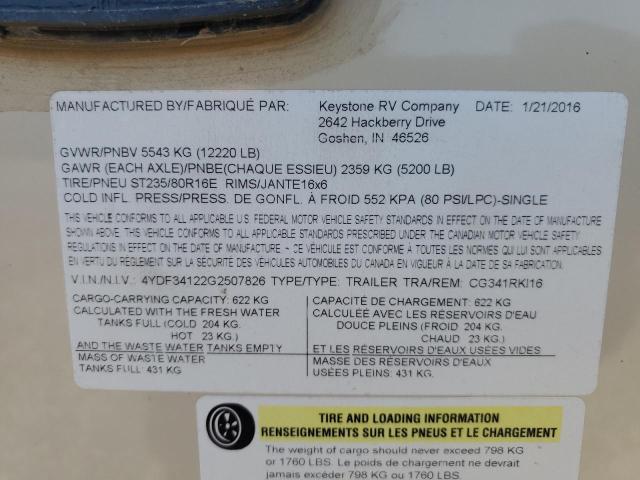 MANUFACTURED BY/FABRIQUÉ PAR: Keystone RV Company DATE: 1/21/2016
2642 Hackberry Drive
Goshen, IN 46526
GVWR/PNBV 5543 KG (12220 LB)
GAWR (EACH AXLE)/PNBE(CHAQUE ESSIEU) 2359 KG (5200 LB)
TIRE/PNEU ST235/80R16E RIMS/JANTE16x6
COLD INFL. PRESS/PRESS. DE GONFL. À FROID 552 KPA (80 PSI/LPC)-SINGLE
THIS VEHICLE CONFORMS TO ALL APPLICABLE U.S. FEDERAL MOTOR VEHICLE SAFETY STANDARDS IN EFFECT ON THE DATE OF MANUFACTURE
SHOWN ABOVE. / THIS VEHICLE CONFORMS TO ALL APPLICABLE STANDARDS PRESCRIBED UNDER THE CANADIAN MOTOR VEHICLE SAFETY
REGULATIONS IN EFFECT ON THE DATE OF MANUFACTURE ~ CE VÉHICULE EST CONFORME À TOUTES LES NORMES QUI LUI SONT APPLICABLES
EN VERTU DU RÈGLEMENT SUR LA SÉCURITÉ DES VÉHICULES AUTOMOBILES DU CANADA EN VIGUEUR À LA DATE DE SA FABRICATION.
V.I.N./N.I.V.: 4YDF34122G2507826 TYPE/TYPE: TRAILER TRA/REM: CG341RKI16
CARGO-CARRYING CAPACITY: 622 KG
CALCULATED WITH THE FRESH WATER
TANKS FULL (COLD 204 KG.
HOT 23 KG.)
AND THE WASTE WATER TANKS EMPTY
MASS OF WASTE WATER
TANKS FULL: 431 KG
CAPACITÉ DE CHARGEMENT: 622 KG
CALCULÉE AVEC LES RÉSERVOIRS D'EAU
DOUCE PLEINS (FROID 204 KG.
CHAUD 23 KG.)
ET LES RÉSERVOIRS D'EAUX USÉES VIDES
MASSE DES RÉSERVOIRS D'EAUX
USÉES PLEINS: 431 KG.
TIRE AND LOADING INFORMATION
RENSEIGNEMENTS SUR LES PNEUS ET LE CHARGEMENT
The weight of cargo should never exceed 798 KG
or 1760 LBS. Le poids de chargement ne devrait
jamais excéder 798 KG ou 1760 LBS.